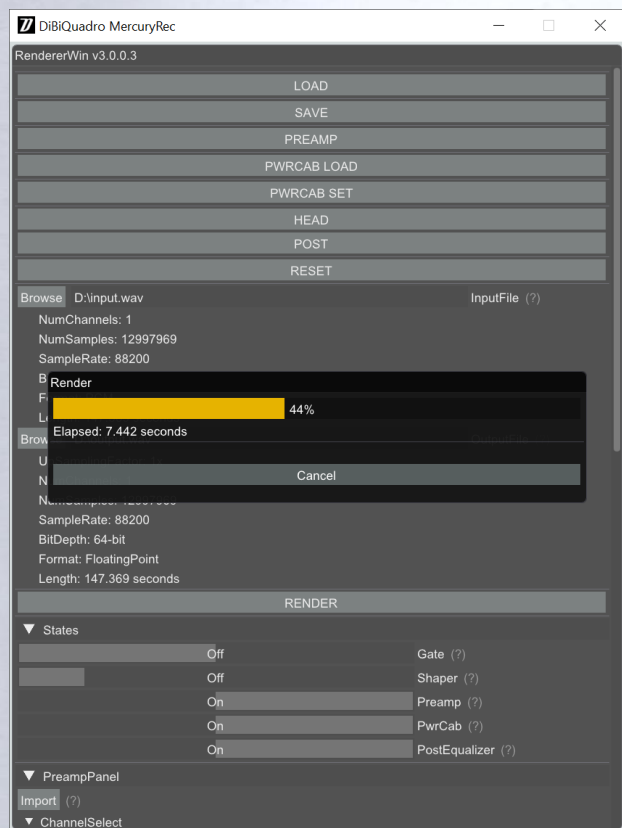 DiBiQuadro MercuryRec
RendererWin v3.0.0.3
LOAD
SAVE
PREAMP
PWRCAB LOAD
PWRCAB SET
HEAD
POST
RESET
Browse D:\input.wav InputFile (?)
NumChannels: 1
NumSamples: 12997969
SampleRate: 88200
Render
44%
Elapsed: 7.442 seconds
Cancel
SampleRate: 88200
BitDepth: 64-bit
Format: FloatingPoint
Length: 147.369 seconds
RENDER
States
Off Gate (?)
Off Shaper (?)
On Preamp (?)
On PwrCab (?)
On PostEqualizer (?)
PreampPanel
Import (?)
ChannelSelect